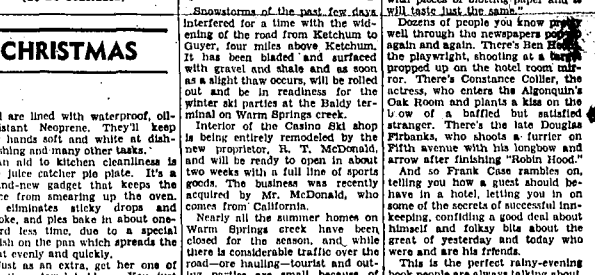 CHRISTMAS
are lined with waterproof, oil-
istant Neoprene. They'll keep
hands soft and white at dish-
shing and many other tasks.
an aid to kitchen cleanliness is
juice catcher pie plate. It's a
nd-new gadget that keeps the
ce from smearing up the oven.
eliminates sticky drops and
oke, and pies bake in about one-
rd less time, due to a special
ish on the pan which spreads the
at evenly and quickly.
Just as an extra, get her one of
Snowstorms of the past few days
interfered for a time with the wid-
ening of the road from Ketchum to
Guyer, four miles above Ketchum.
It has been bladed and surfaced
with gravel and shale and as soon
as a slight thaw occurs, will be rolled
out and be in readiness for the
winter ski parties at the Baldy ter-
minal on Warm Springs creek.
Interior of the Casino Ski shop
is being entirely remodeled by the
new proprietor, R. T. McDonald,
and will be ready to open in about
two weeks with a full line of sports
goods. The business was recently
acquired by Mr. McDonald, who
comes from California.
Nearly all the summer homes on
Warm Springs creek have been
closed for the season, and while
there is considerable traffic over the
road—ore hauling—tourist and out-
parties are small because of
will taste just the same."
Dozens of people you know pretty
well through the newspapers pop
again and again. There's Ben
the playwright, shooting at a target
propped up on the hotel room mir-
ror. There's Constance Collier, the
actress, who enters the Algonquin's
Oak Room and plants a kiss on the
of a baffled but satisfied
stranger. There's the late Douglas
Firbanks, who shoots a furrier on
Fifth avenue with his longbow and
arrow after finishing "Robin Hood."
And so Frank Case rambles on,
telling you how a guest should be-
have in a hotel, letting you in on
some of the secrets of successful inn-
keeping, confiding a good deal about
himself and folksy bits about the
great of yesterday and today who
were and are his friends.
This is the perfect rainy-evening
book people are always talking about